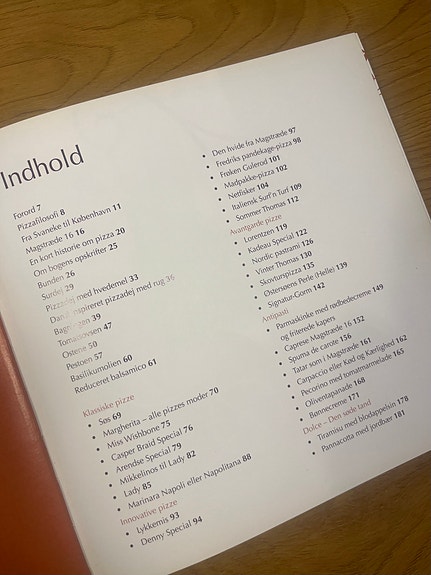 Indhold
Forord 7
Pizzafilosofi 8
Fra Svaneke til København 11
Magstræde 16 16
En kort historie om pizza 20
Om bogens opskrifter 25
Bunden 26
Surdej 29
Pizzadej med hvedemel 33
inspireret pizzadej med rug 36
39
Tomatsovsen 47
Ostene 50
Pestoen 57
Basilikumolien 60
Reduceret balsamico 61
Klassiske pizze
• Søs 69
• Margherita – alle pizzes moder 70
• Miss Wishbone 75
• Casper Braid Special 76
• Arendse Special 79
• Mikkelinos til Lady 82
• Lady 85
• Marinara Napoli eller Napolitana 88
Innovative pizze
• Lykkemis 93
• Denny Special 94
• Den hvide fra Magstræde 97
• Fredriks pandekage-pizza 98
• Frøken Gulerod 101
• Madpakke-pizza 102
• Netfisker 104
• Italiensk Surf'n Turf 109
• Sommer Thomas 112
Avantgarde pizze
• Lorentzen 119
• Kadeau Special 122
• Nordic pastrami 126
• Vinter Thomas 130
• Skovturspizza 135
• Østersøens Perle (Helle) 139
• Signatur-Gorm 142
Antipasti
• Parmaskinke med rødbedecreme 149
og friterede kapers
• Caprese Magstræde 16 152
• Spuma de carote 156
• Tatar som i Magstræde 161
• Carpaccio eller Kød og Kærlighed 162
• Pecorino med tomatmarmelade 165
• Oliventapanade 168
• Bønnecreme 171
Dolce – Den søde tand
• Tiramisu med blodappelsin 178
• Pannacotta med jordbær 181